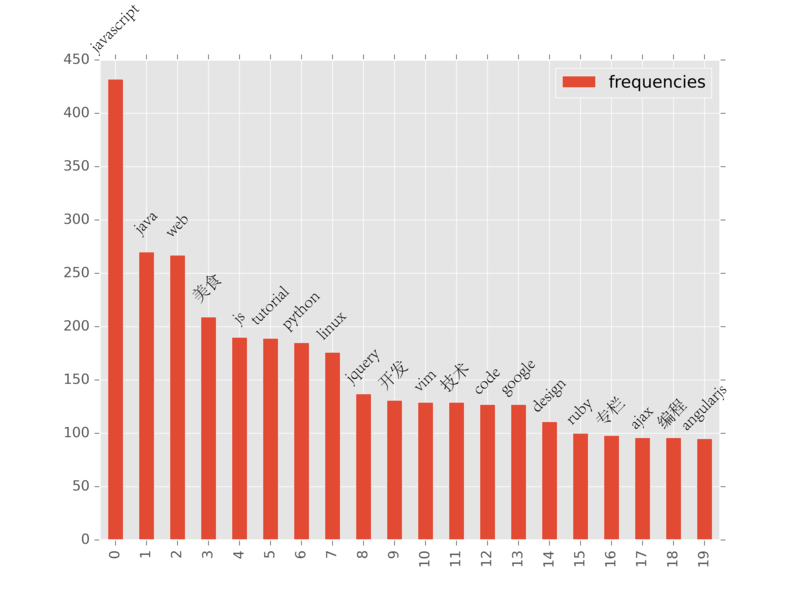 javascript
450
400
350
300
250
200
150
100
50
0
frequencies
java
web
美食
js
tutorial
python
linux
jquery
开发
vim
技术
code
google
design
ruby
专栏
ajax
编程
angularjs
0
1
2
3
4
5
6
7
8
9
10
11
12
13
14
15
16
17
18
19